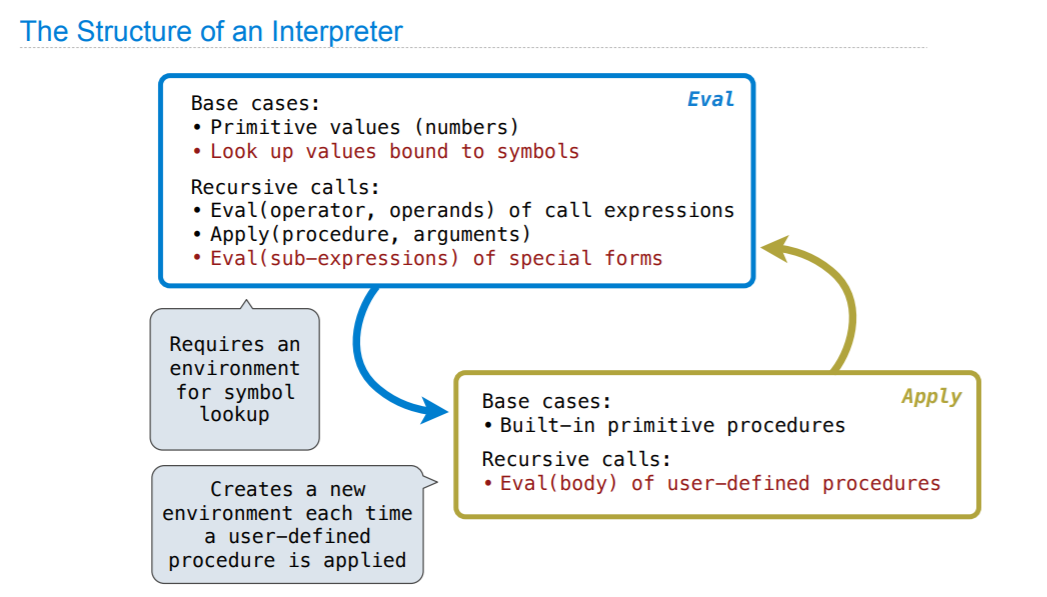 The Structure of an Interpreter
Eval
Base cases:
• Primitive values (numbers)
• Look up values bound to symbols
Recursive calls:
• Eval(operator, operands) of call expressions
• Apply(procedure, arguments)
• Eval(sub-expressions) of special forms
Requires an
environment
for symbol
lookup
Apply
Base cases:
• Built-in primitive procedures
Recursive calls:
• Eval(body) of user-defined procedures
Creates a new
environment each time
a user-defined
procedure is applied